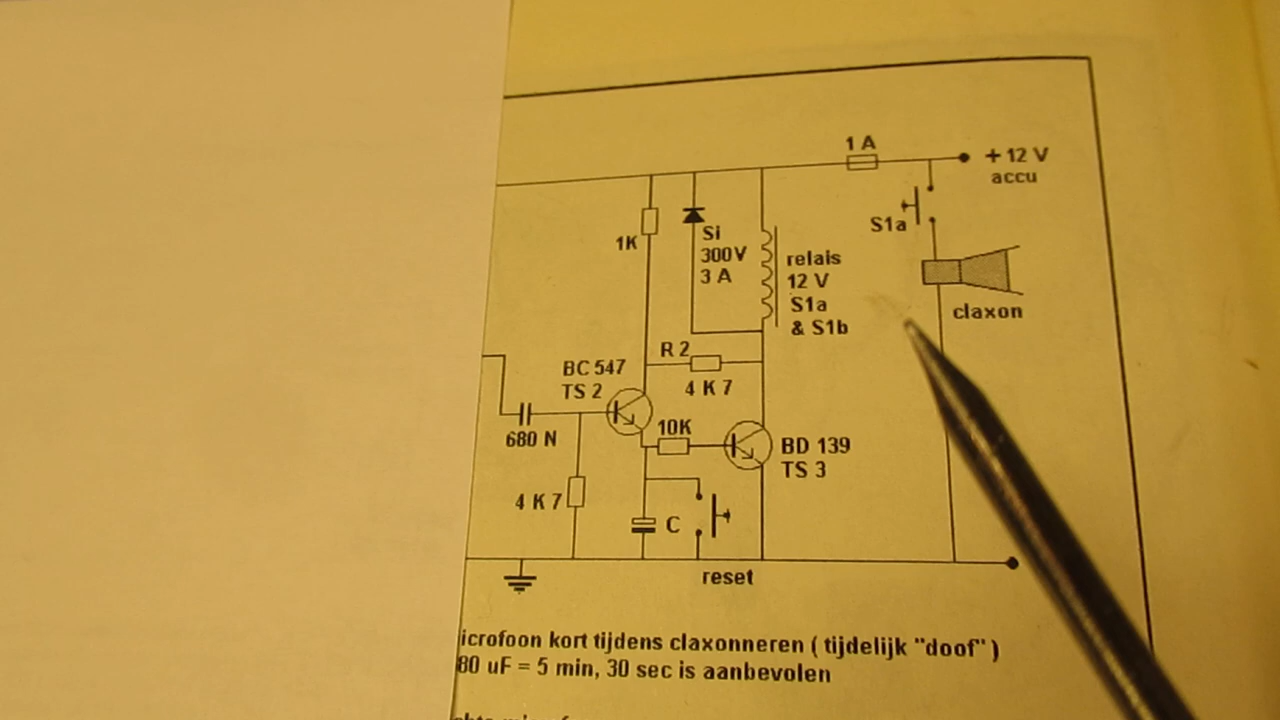 1 A
+ 12 V
accu
S1a
1K
Si
300V
3 A
relais
12 V
S1a
& S1b
claxon
R 2
4 K 7
BC 547
TS 2
680 N
10K
BD 139
TS 3
4 K 7
C
reset
icrofoon kort tijdens claxonneren ( tijdelijk "doof" )
80 uF = 5 min, 30 sec is aanbevolen